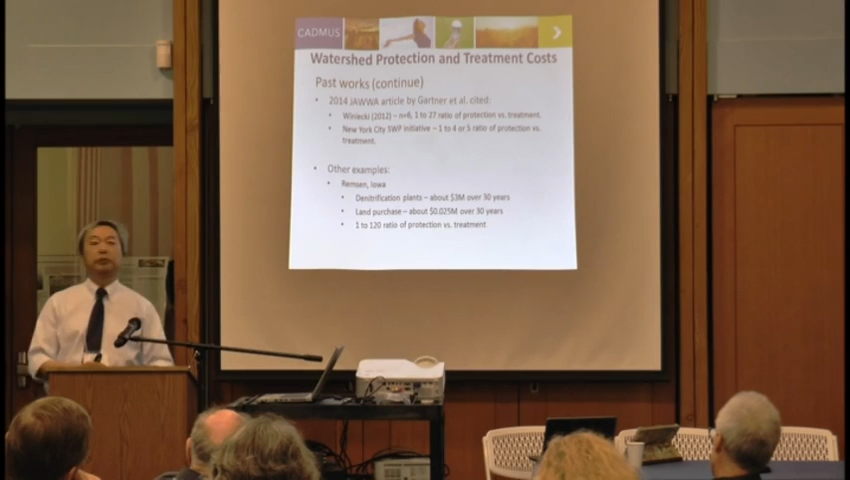 CADMUS
Watershed Protection and Treatment Costs
Past works (continue)
• 2014 JAWWA article by Gartner et al. cited:
• Winiecki (2012) – n=6, 1 to 27 ratio of protection vs. treatment.
• New York City SWP initiative – 1 to 4 or 5 ratio of protection vs.
treatment.
• Other examples:
• Remsen, Iowa
• Denitrification plants – about $3M over 30 years
• Land purchase – about $0.025M over 30 years
• 1 to 120 ratio of protection vs. treatment